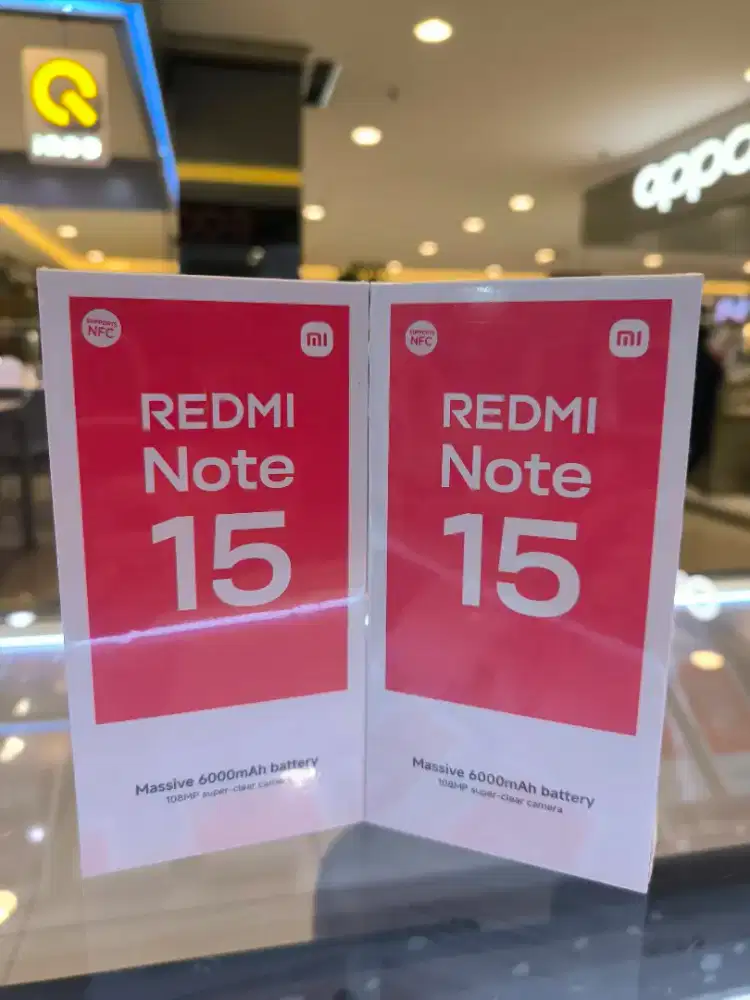 iQOO
oppo
SUPPORTS
NFC
mi
REDMI
Note
15
Massive 6000mAh battery
108MP super-clear camera
SUPPORTS
NFC
mi
REDMI
Note
15
Massive 6000mAh battery
108MP super-clear camera